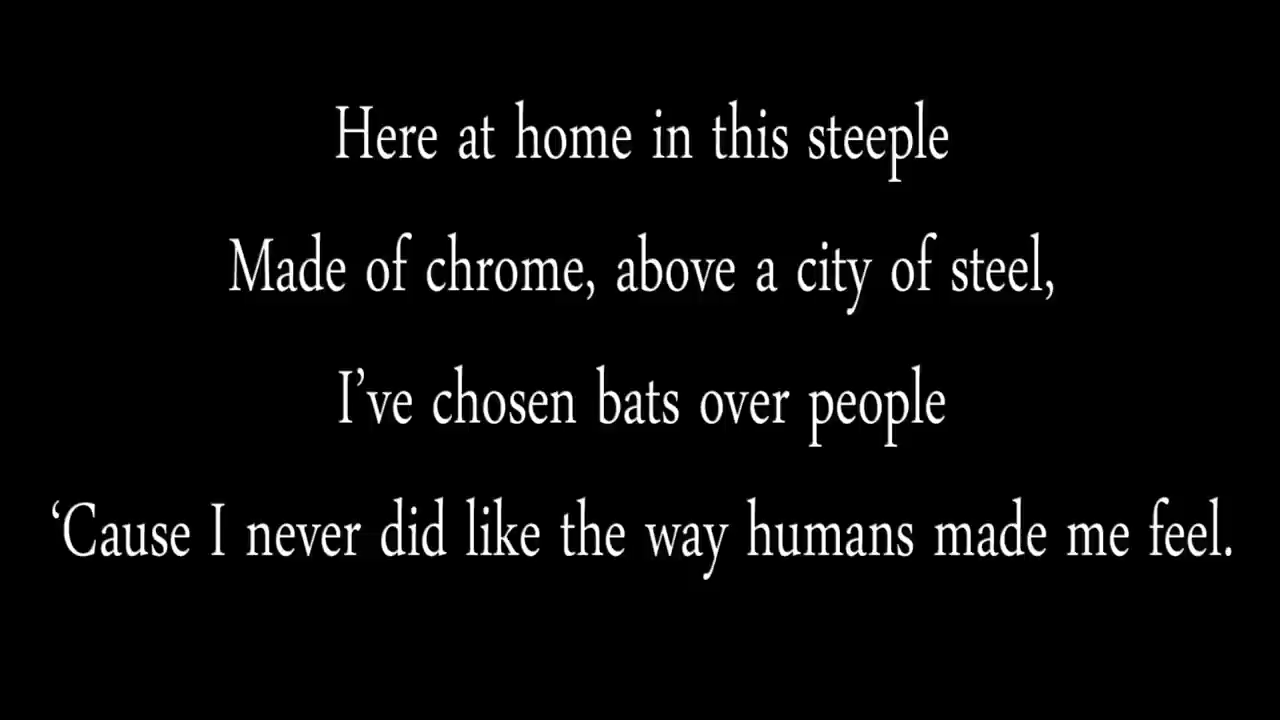 Here at home in this steeple
Made of chrome, above a city of steel,
I’ve chosen bats over people
‘Cause I never did like the way humans made me feel.